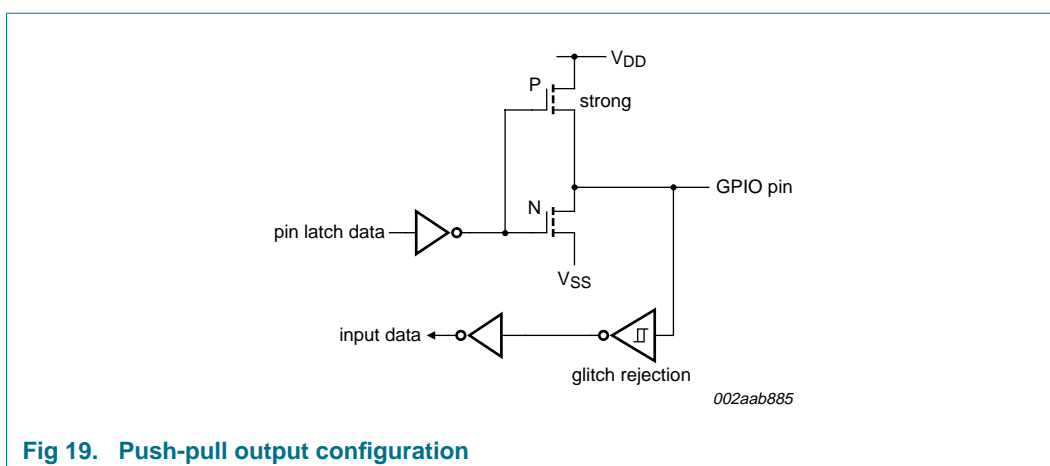 VDD
P
strong
GPIO pin
N
pin latch data
VSS
input data
glitch rejection
002aab885
Fig 19. Push-pull output configuration